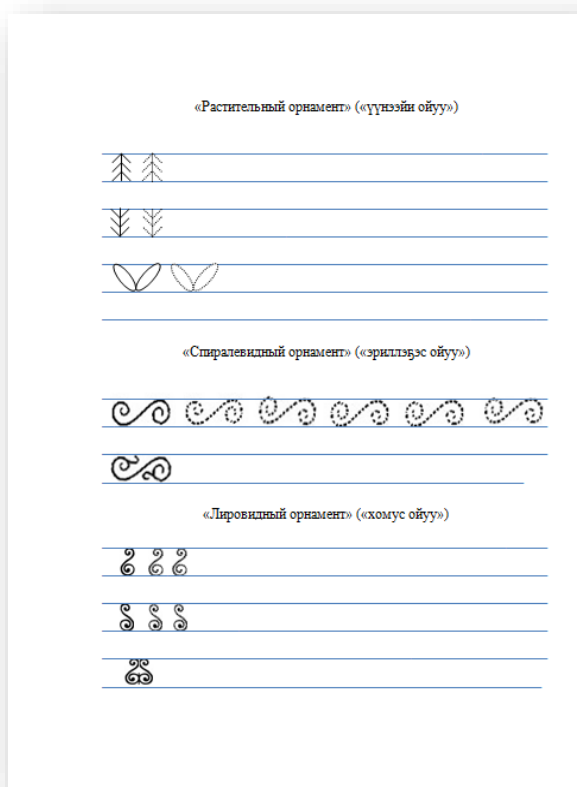 «Растительный орнамент» («үүнээйи ойуу»)
«Спиралевидный орнамент» («эриллэҕэс ойуу»)
«Лировидный орнамент» («хомус ойуу»)